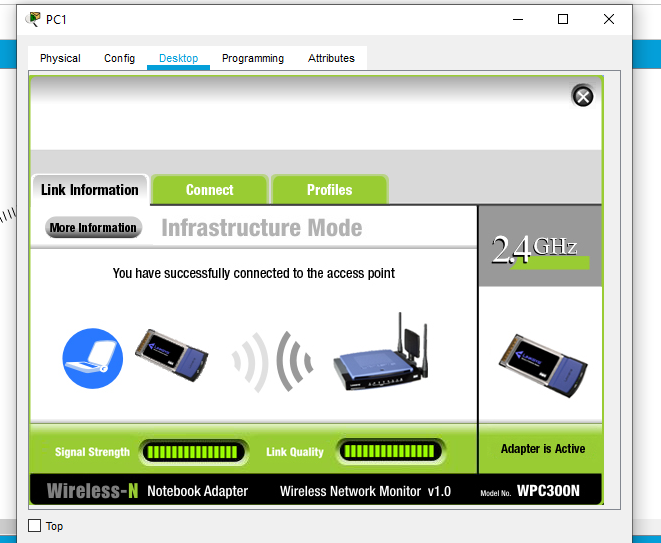 PC1
Physical Config Desktop Programming Attributes
Link Information Connect Profiles
More Information Infrastructure Mode
2.4GHz
You have successfully connected to the access point
Signal Strength Link Quality Adapter is Active
Wireless-N Notebook Adapter Wireless Network Monitor v1.0 Model No. WPC300N
Top